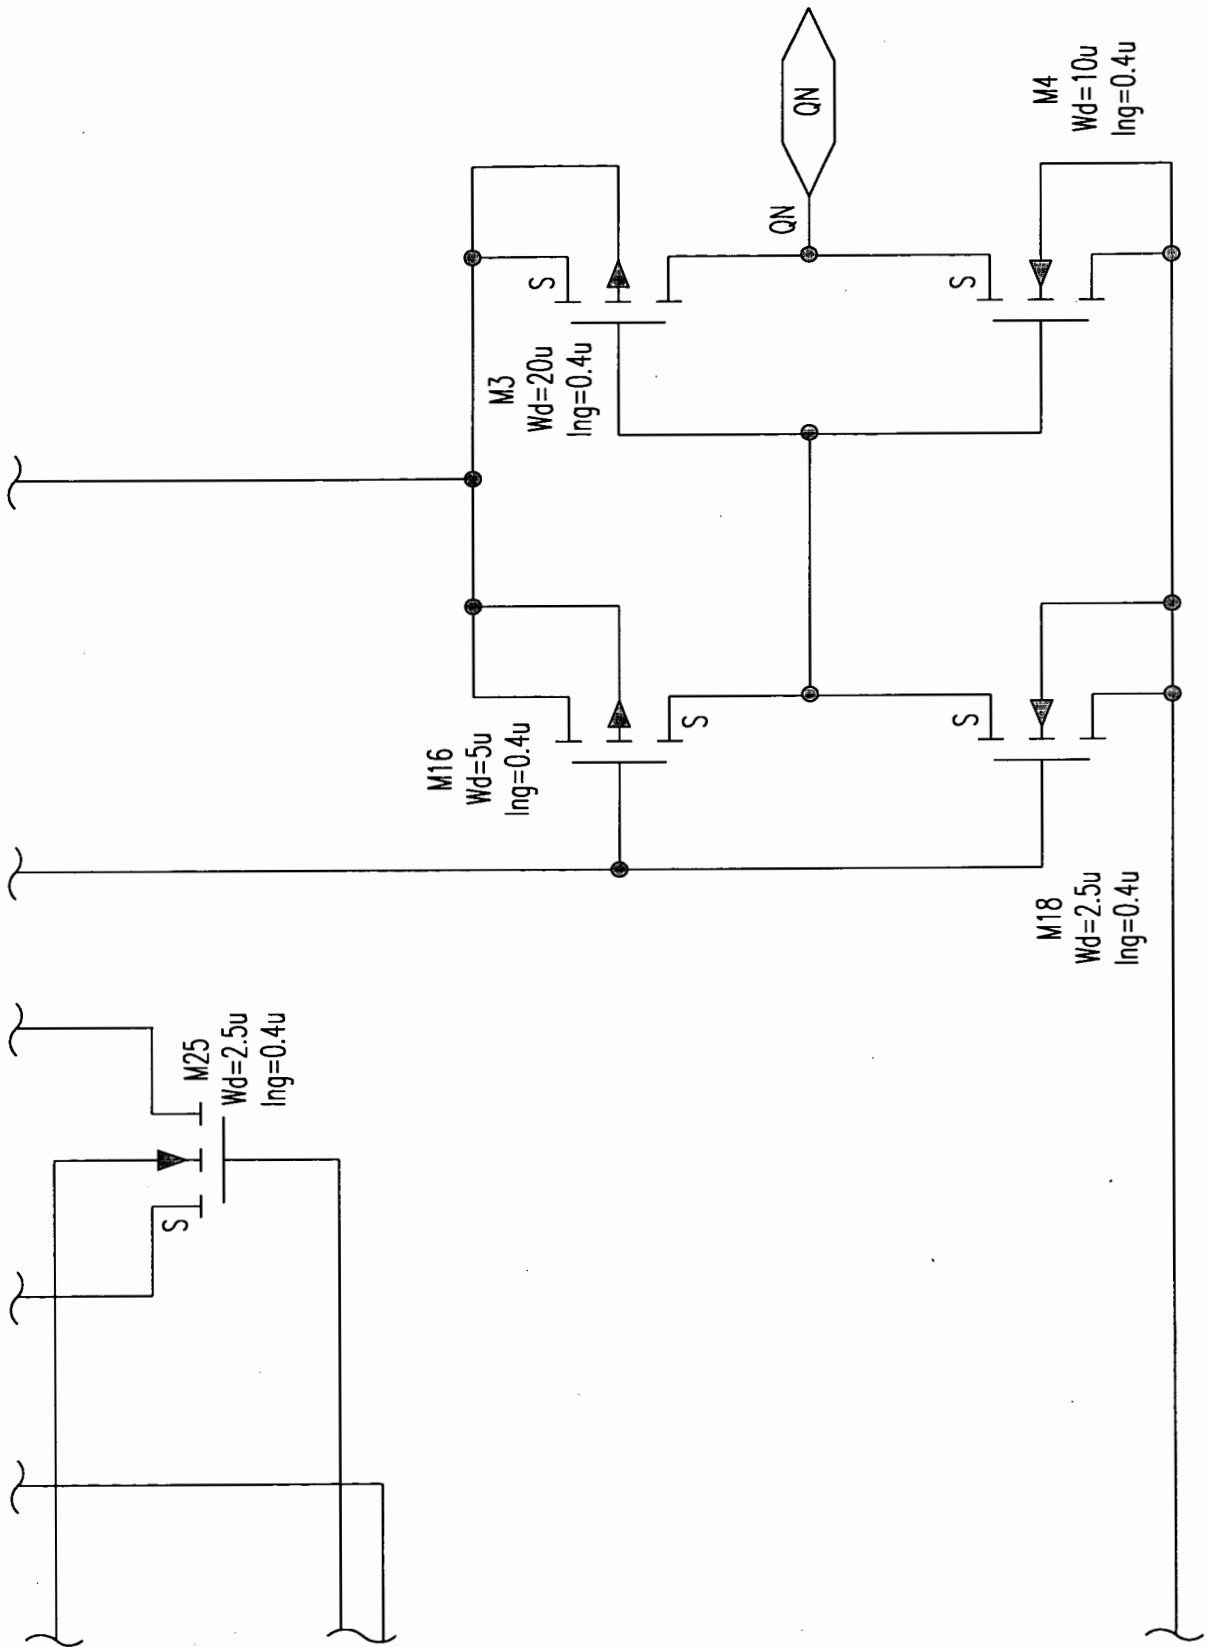 M25
Wd=2.5u
lng=0.4u
S
M16
Wd=5u
lng=0.4u
S
M18
Wd=2.5u
lng=0.4u
S
M3
Wd=20u
lng=0.4u
S
M4
Wd=10u
lng=0.4u
S
QN
QN